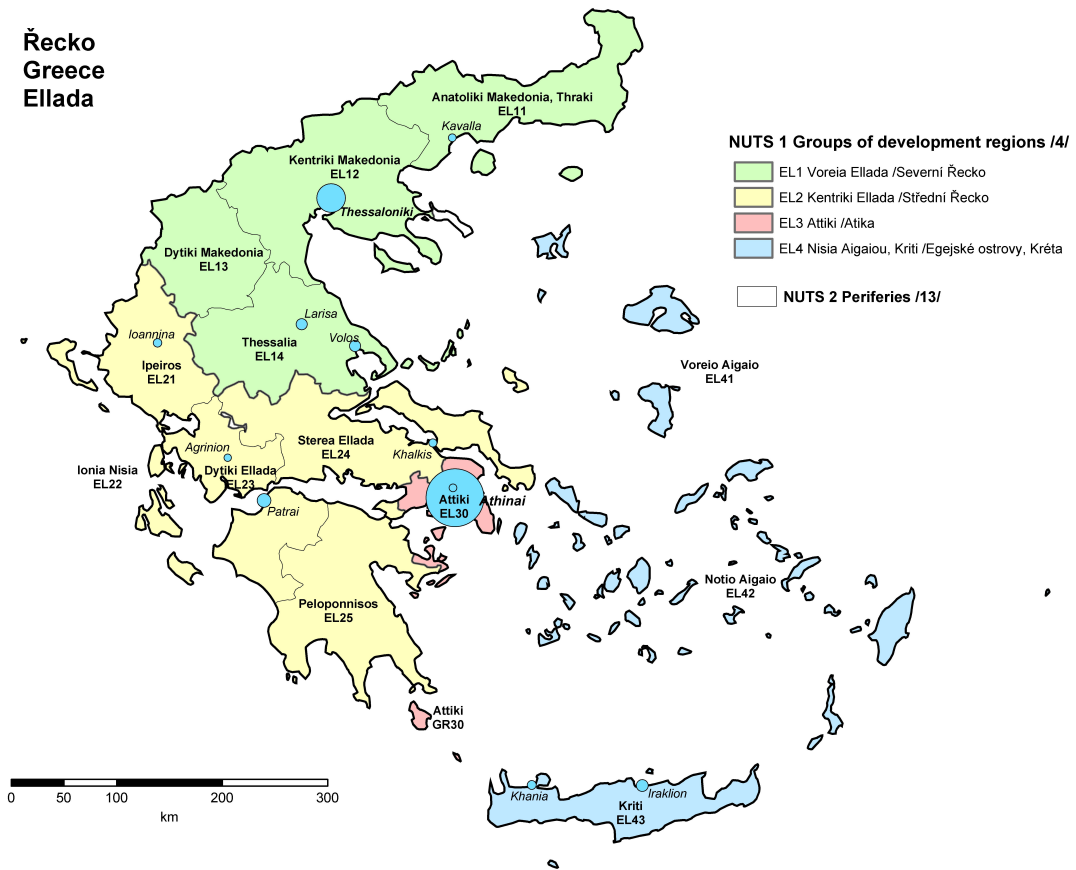 Řecko
Greece
Ellada
Anatoliki Makedonia, Thraki
EL11
Kavalla
Kentriki Makedonia
EL12
Thessaloniki
Dytiki Makedonia
EL13
Larisa
Volos
Thessalia
EL14
Ioannina
Ipeiros
EL21
Sterea Ellada
EL24
Khalkis
Agrinion
Dytiki Ellada
EL23
Ionia Nisia
EL22
Patrai
Attiki
EL30
Athinai
Peloponnisos
EL25
Attiki
GR30
NUTS 1 Groups of development regions /4/
EL1 Voreia Ellada /Severní Řecko
EL2 Kentriki Ellada /Střední Řecko
EL3 Attiki /Atika
EL4 Nisia Aigaiou, Kriti /Egejské ostrovy, Kréta
NUTS 2 Peripheries /13/
Voreio Aigaio
EL41
Notio Aigaio
EL42
Khania
Iraklion
Kriti
EL43
0 50 100 200 300
km